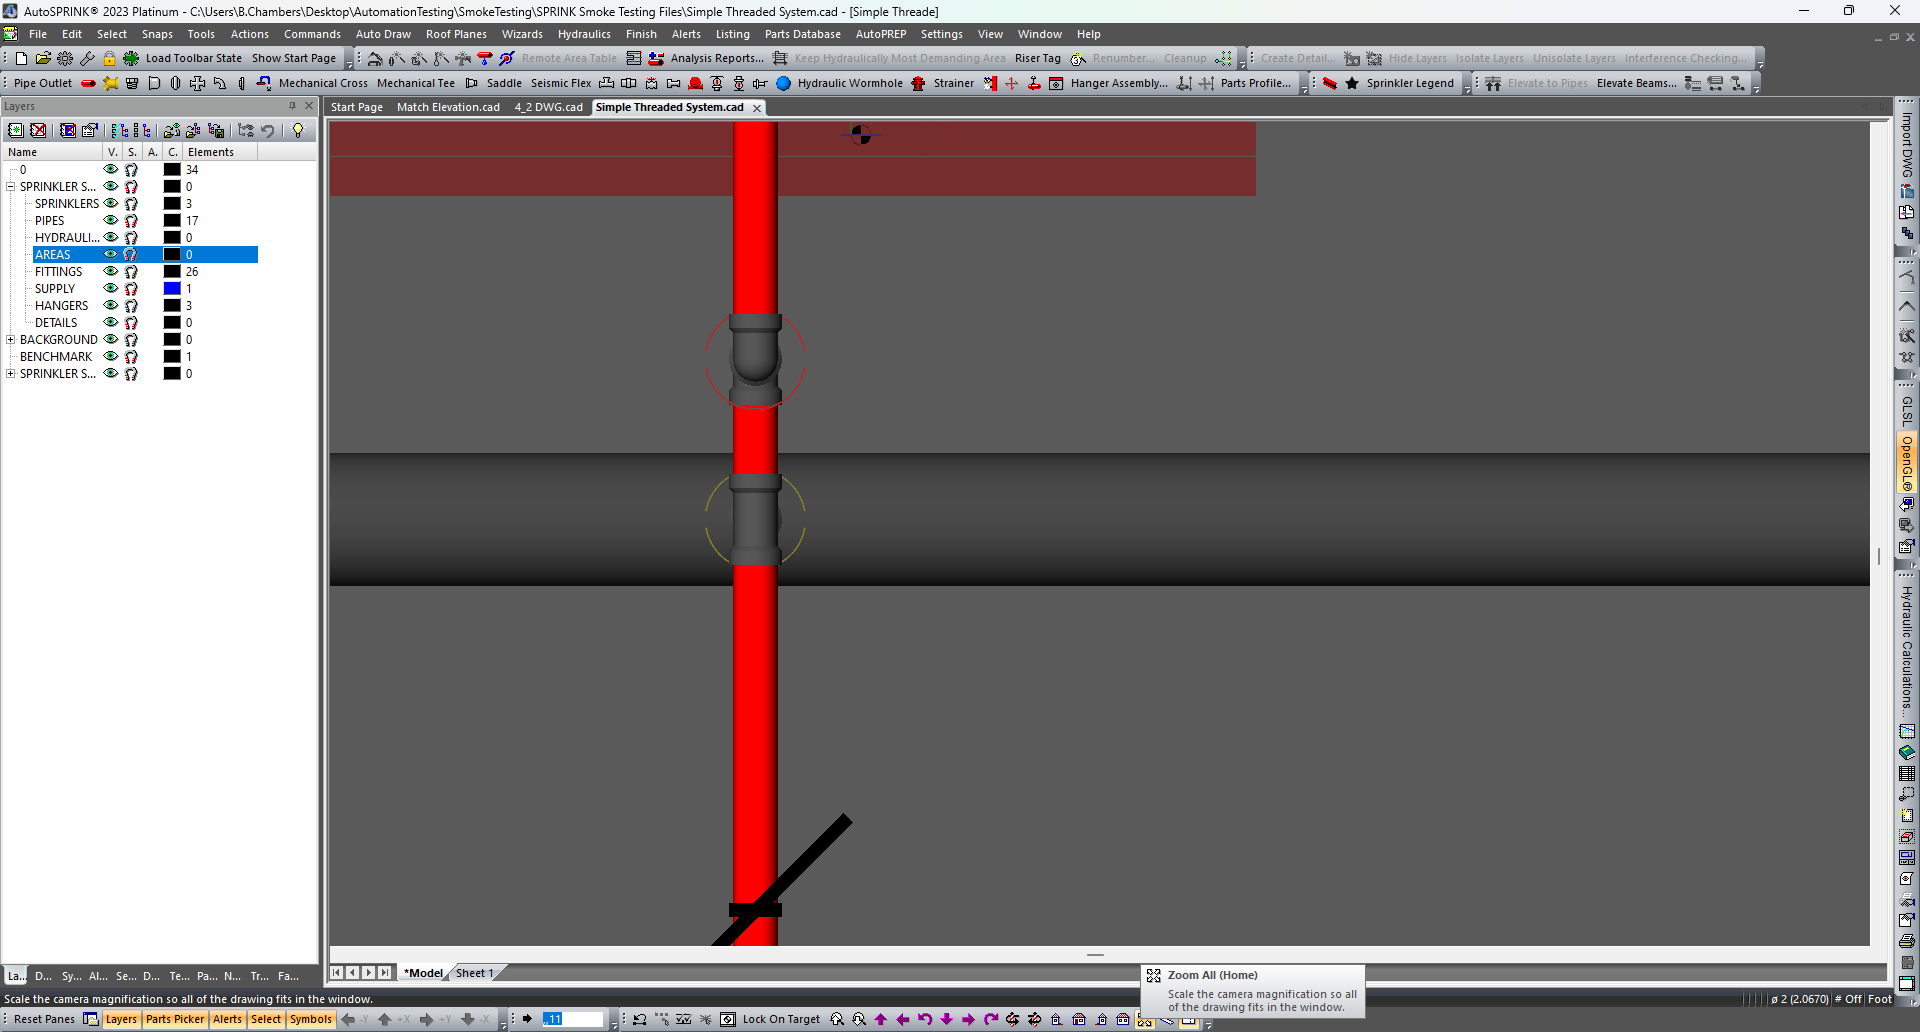 AutoSPRINK® 2023 Platinum - C:\Users\B.Chambers\Desktop\AutomationTesting\SmokeTesting\SPRINK Smoke Testing Files\Simple Threaded System.cad - [Simple Threade]
File Edit Select Snaps Tools Actions Commands Auto Draw Roof Planes Wizards Hydraulics Finish Alerts Listing Parts Database AutoPREP Settings View Window Help
Load Toolbar State Show Start Page Remote Area Table Analysis Reports... Keep Hydraulically Most Demanding Area Riser Tag Renumber... Cleanup Create Detail... Hide Layers Isolate Layers Unisolate Layers Interference Checking...
Pipe Outlet Mechanical Cross Mechanical Tee Saddle Seismic Flex Hydraulic Wormhole Strainer Hanger Assembly... Parts Profile... Sprinkler Legend Elevate to Pipes Elevate Beams...
Layers
Start Page Match Elevation.cad 4_2 DWG.cad Simple Threaded System.cad
Name V. S. A. C. Elements
0 34
SPRINKLER S... 0
SPRINKLERS 3
PIPES 17
HYDRAULI... 0
AREAS 0
FITTINGS 26
SUPPLY 1
HANGERS 3
DETAILS 0
BACKGROUND 0
BENCHMARK 1
SPRINKLER S... 0
Import DWG
GLSL
OpenGL®
Hydraulic Calculations...
La... D... Sy... Al... Se... D... Te... Pa... N... Tr... Fa...
*Model Sheet 1
Zoom All (Home)
Scale the camera magnification so all
of the drawing fits in the window.
Scale the camera magnification so all of the drawing fits in the window.
ø 2 (2.0670) # Off Foot
Reset Panes Layers Parts Picker Alerts Select Symbols -Y +X +Y -X ,11 Lock On Target